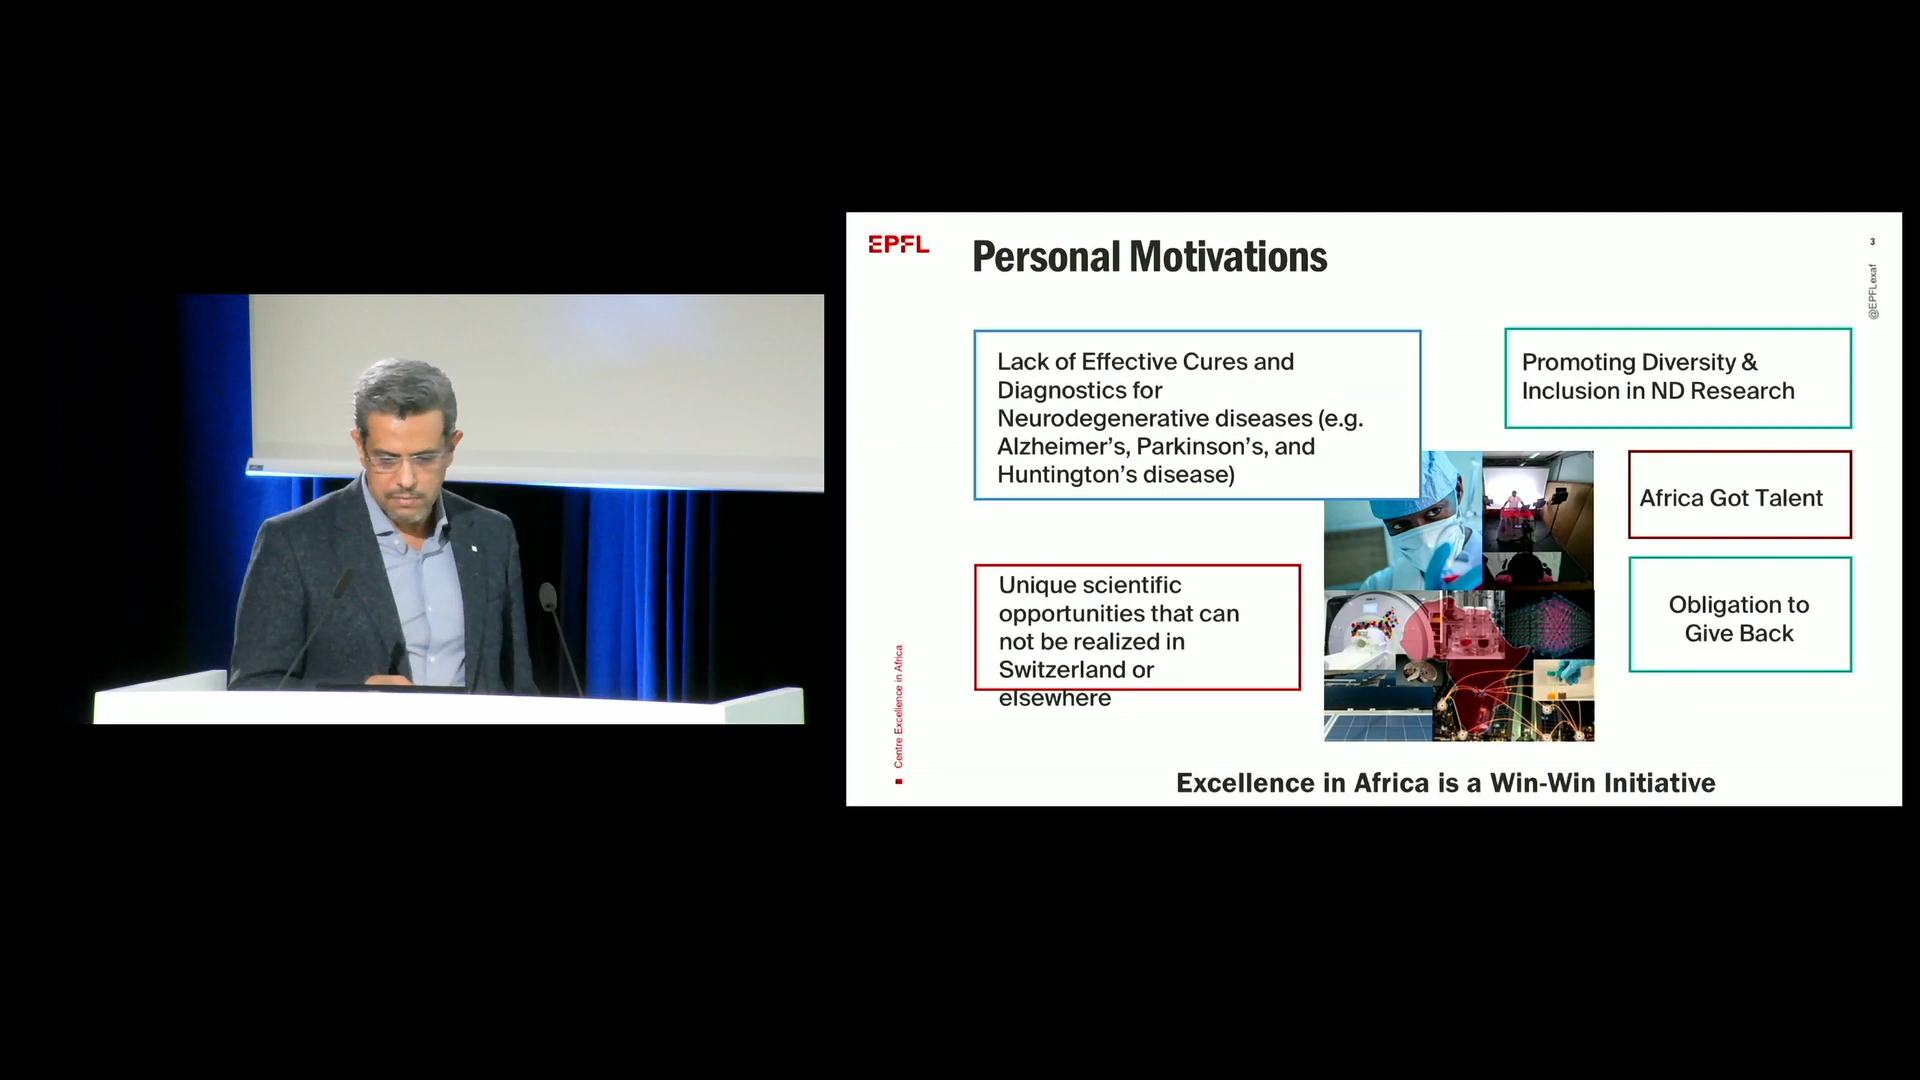 EPFL
Personal Motivations
3
@EPFLexaf
Lack of Effective Cures and
Diagnostics for
Neurodegenerative diseases (e.g.
Alzheimer's, Parkinson's, and
Huntington's disease)
Promoting Diversity &
Inclusion in ND Research
Africa Got Talent
Unique scientific
opportunities that can
not be realized in
Switzerland or
elsewhere
Obligation to
Give Back
Centre Excellence in Africa
Excellence in Africa is a Win-Win Initiative